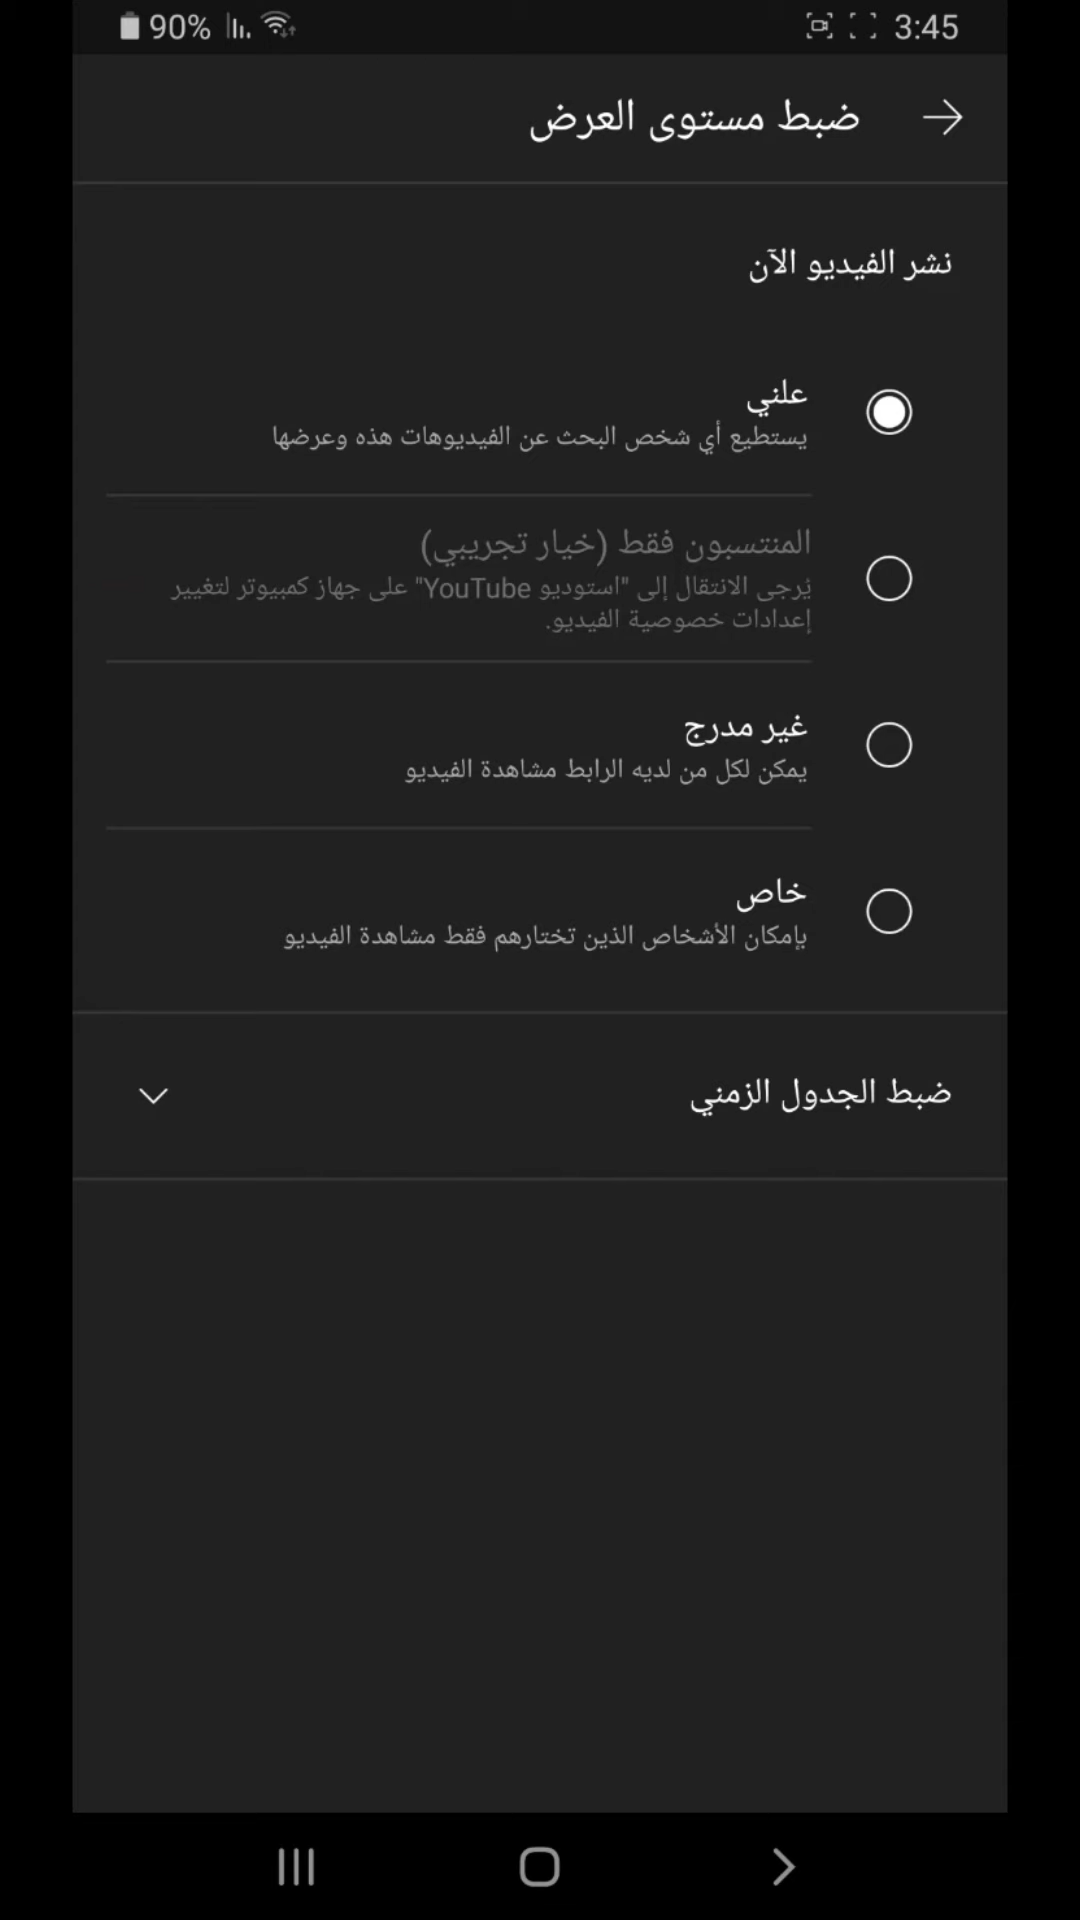 90% 3:45
ضبط مستوى العرض
نشر الفيديو الآن
علني
يستطيع أي شخص البحث عن الفيديوهات هذه وعرضها
المنتسبون فقط (خيار تجريبي)
يُرجى الانتقال إلى "استوديو YouTube" على جهاز كمبيوتر لتغيير
إعدادات خصوصية الفيديو.
غير مدرج
يمكن لكل من لديه الرابط مشاهدة الفيديو
خاص
بإمكان الأشخاص الذين تختارهم فقط مشاهدة الفيديو
ضبط الجدول الزمني